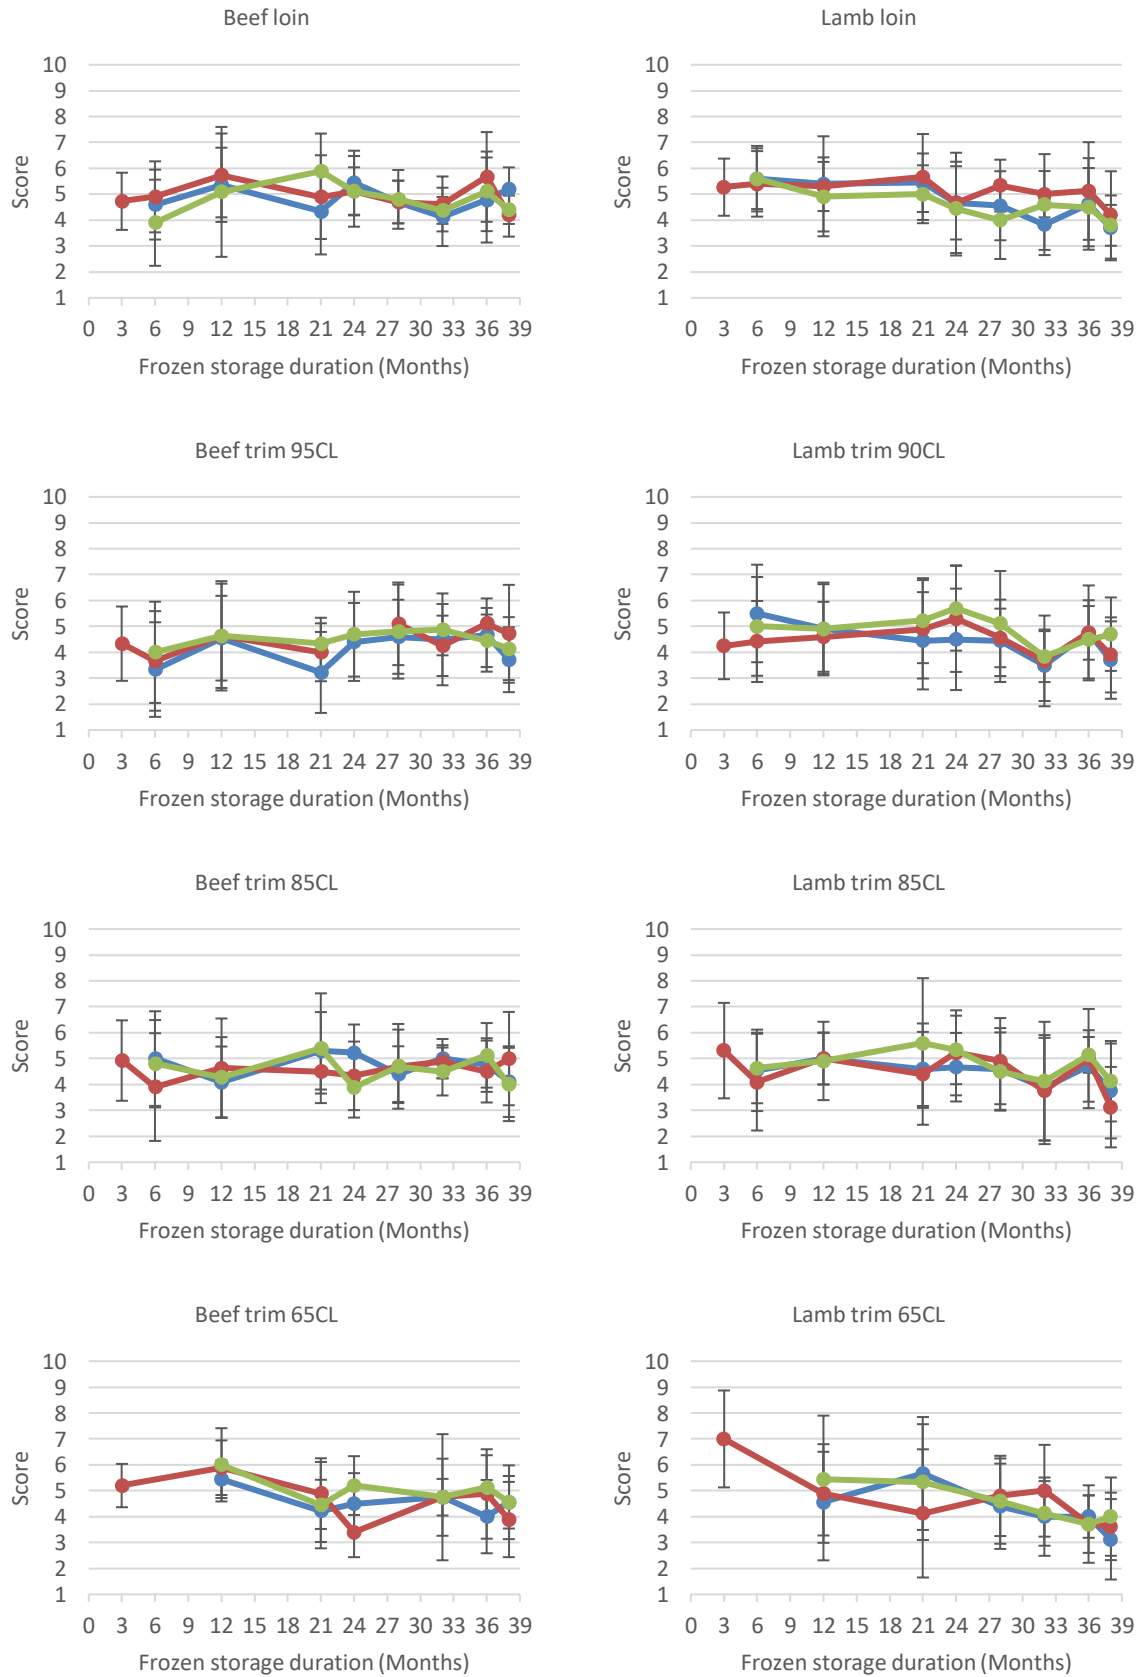 Beef loin
10
9
8
7
6
5
4
3
2
1
Score
0 3 6 9 12 15 18 21 24 27 30 33 36 39
Frozen storage duration (Months)
Lamb loin
10
9
8
7
6
5
4
3
2
1
Score
0 3 6 9 12 15 18 21 24 27 30 33 36 39
Frozen storage duration (Months)
Beef trim 95CL
10
9
8
7
6
5
4
3
2
1
Score
0 3 6 9 12 15 18 21 24 27 30 33 36 39
Frozen storage duration (Months)
Lamb trim 90CL
10
9
8
7
6
5
4
3
2
1
Score
0 3 6 9 12 15 18 21 24 27 30 33 36 39
Frozen storage duration (Months)
Beef trim 85CL
10
9
8
7
6
5
4
3
2
1
Score
0 3 6 9 12 15 18 21 24 27 30 33 36 39
Frozen storage duration (Months)
Lamb trim 85CL
10
9
8
7
6
5
4
3
2
1
Score
0 3 6 9 12 15 18 21 24 27 30 33 36 39
Frozen storage duration (Months)
Beef trim 65CL
10
9
8
7
6
5
4
3
2
1
Score
0 3 6 9 12 15 18 21 24 27 30 33 36 39
Frozen storage duration (Months)
Lamb trim 65CL
10
9
8
7
6
5
4
3
2
1
Score
0 3 6 9 12 15 18 21 24 27 30 33 36 39
Frozen storage duration (Months)